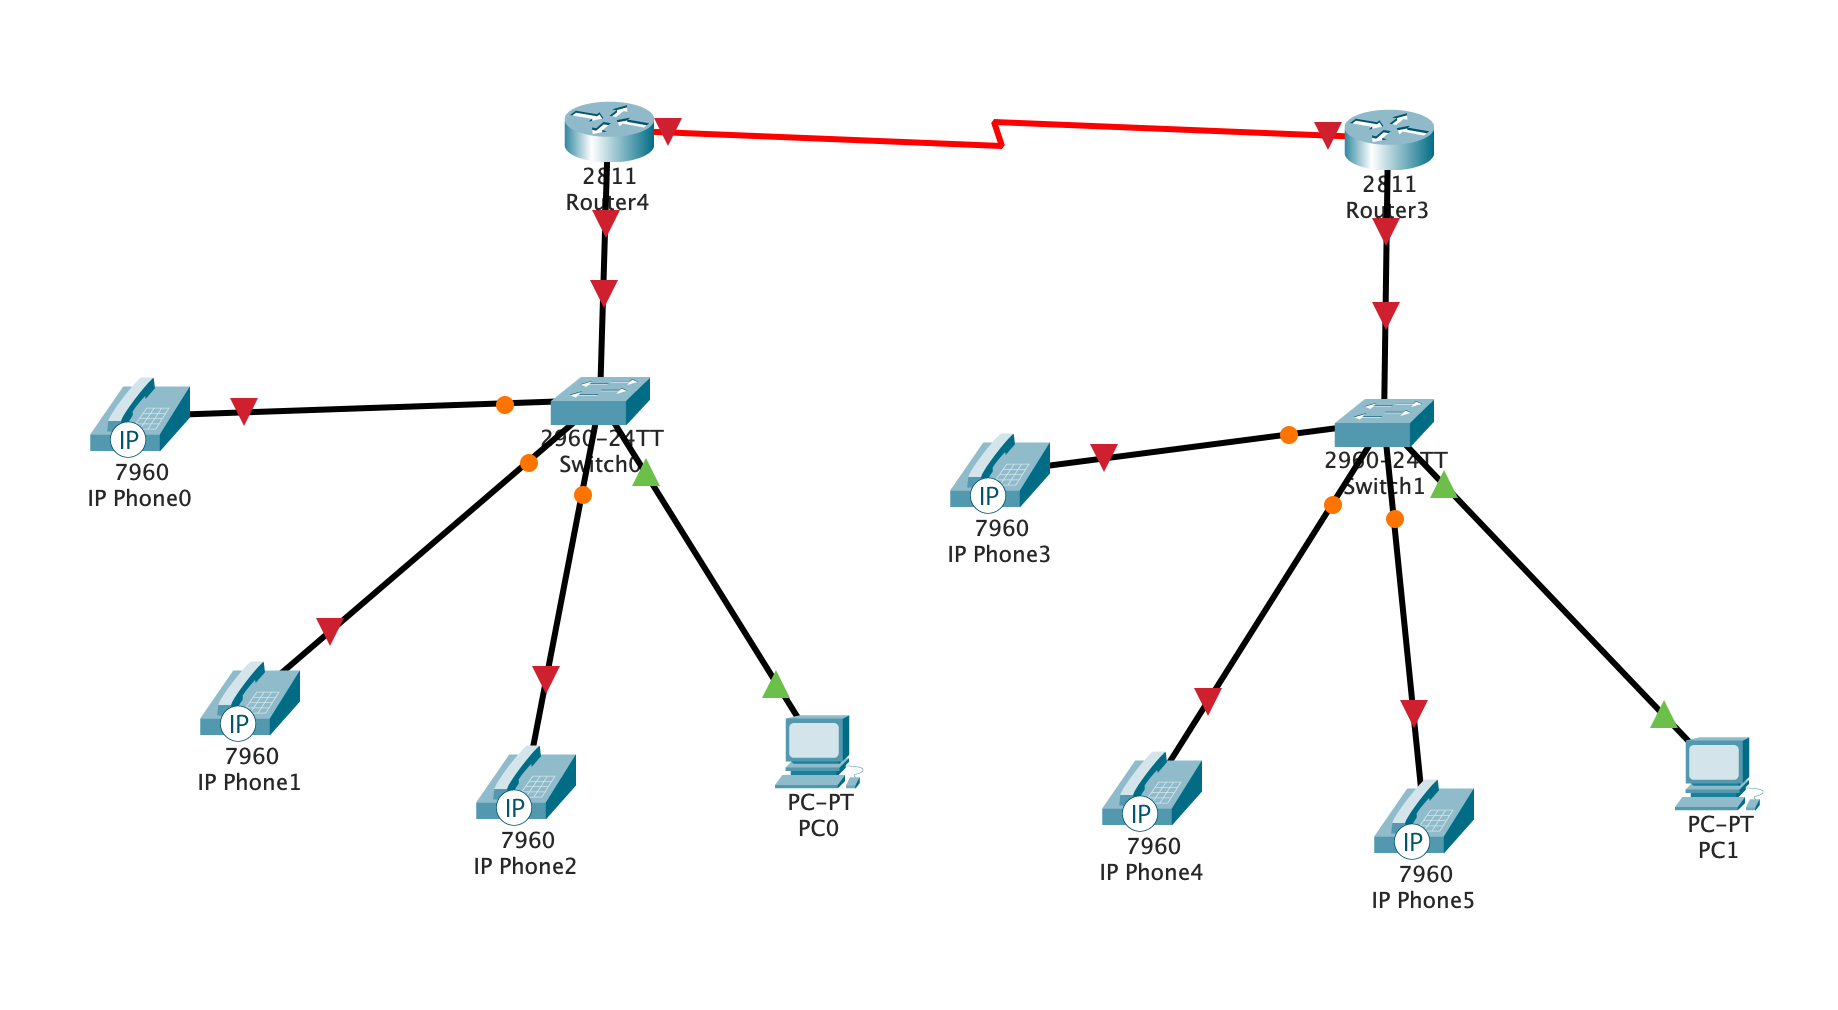 2811
Router4
2811
Router3
IP
7960
IP Phone0
2960-24TT
Switch0
IP
7960
IP Phone3
2960-24TT
Switch1
IP
7960
IP Phone1
IP
7960
IP Phone2
PC-PT
PC0
IP
7960
IP Phone4
IP
7960
IP Phone5
PC-PT
PC1